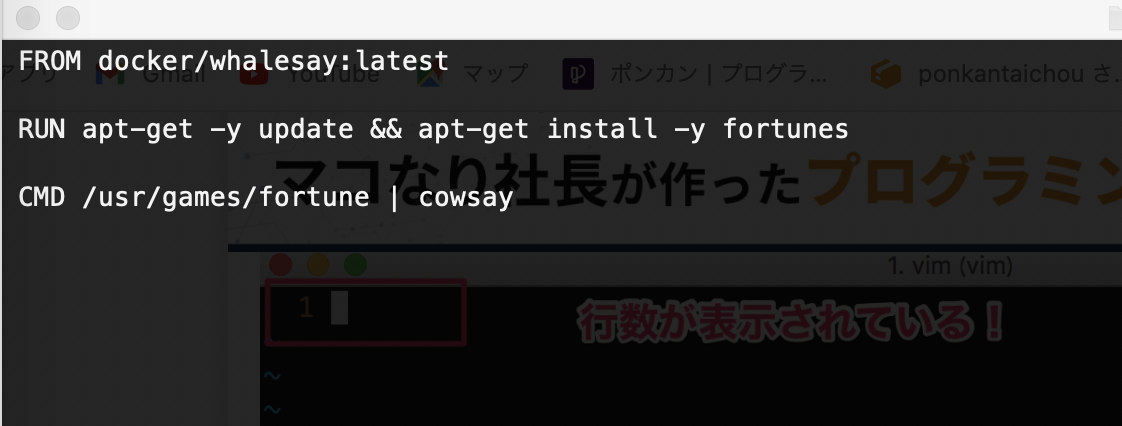 FROM docker/whalesay:latest
アプリ Gmail YouTube マップ ポンカン | プログラ... ponkantaichou さ.
RUN apt-get -y update && apt-get install -y fortunes
マコなり社長が作ったプログラミン
CMD /usr/games/fortune | cowsay
1. vim (vim)
1 行数が表示されている！
~
~